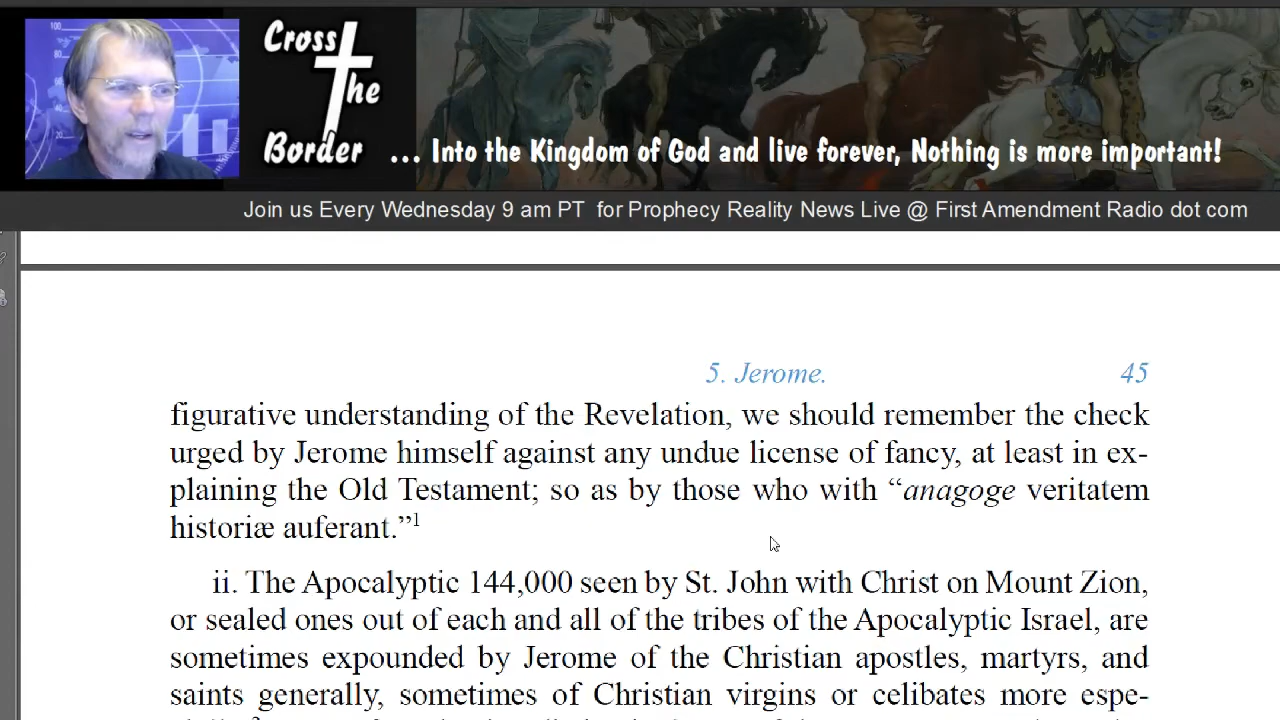 Cross
the
Border
... Into the Kingdom of God and live forever, Nothing is more important!
Join us Every Wednesday 9 am PT for Prophecy Reality News Live @ First Amendment Radio dot com
5. Jerome. 45
figurative understanding of the Revelation, we should remember the check
urged by Jerome himself against any undue license of fancy, at least in ex-
plaining the Old Testament; so as by those who with “anagoge veritatem
historiæ auferant.”1
ii. The Apocalyptic 144,000 seen by St. John with Christ on Mount Zion,
or sealed ones out of each and all of the tribes of the Apocalyptic Israel, are
sometimes expounded by Jerome of the Christian apostles, martyrs, and
saints generally, sometimes of Christian virgins or celibates more espe-